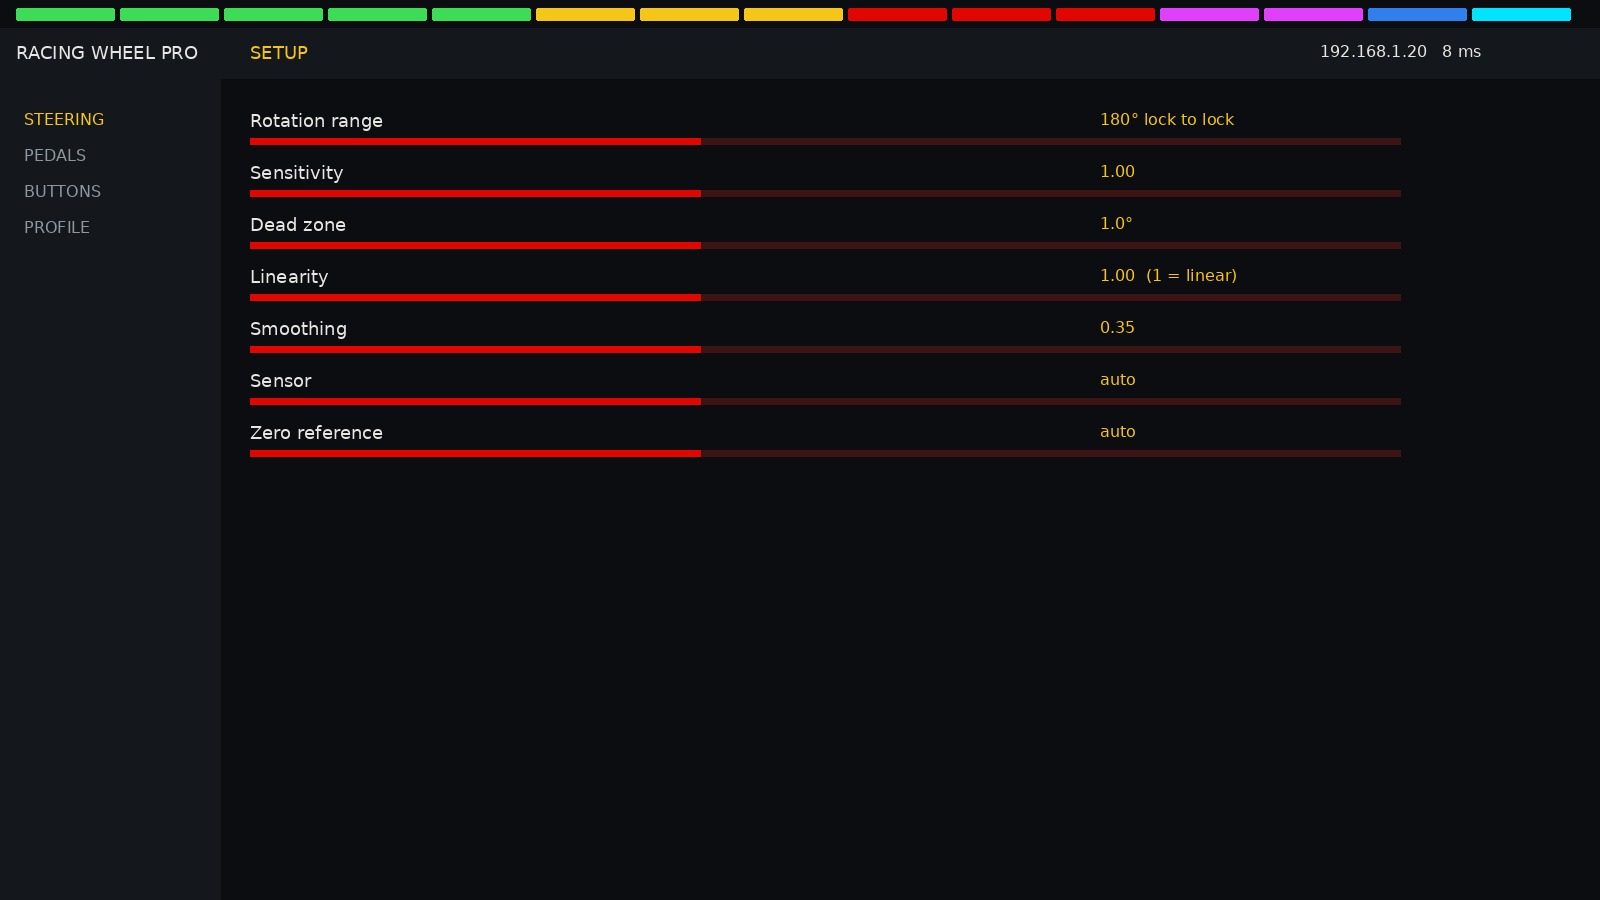 RACING WHEEL PRO
SETUP
192.168.1.20 8 ms
STEERING
PEDALS
BUTTONS
PROFILE
Rotation range 180° lock to lock
Sensitivity 1.00
Dead zone 1.0°
Linearity 1.00 (1 = linear)
Smoothing 0.35
Sensor auto
Zero reference auto